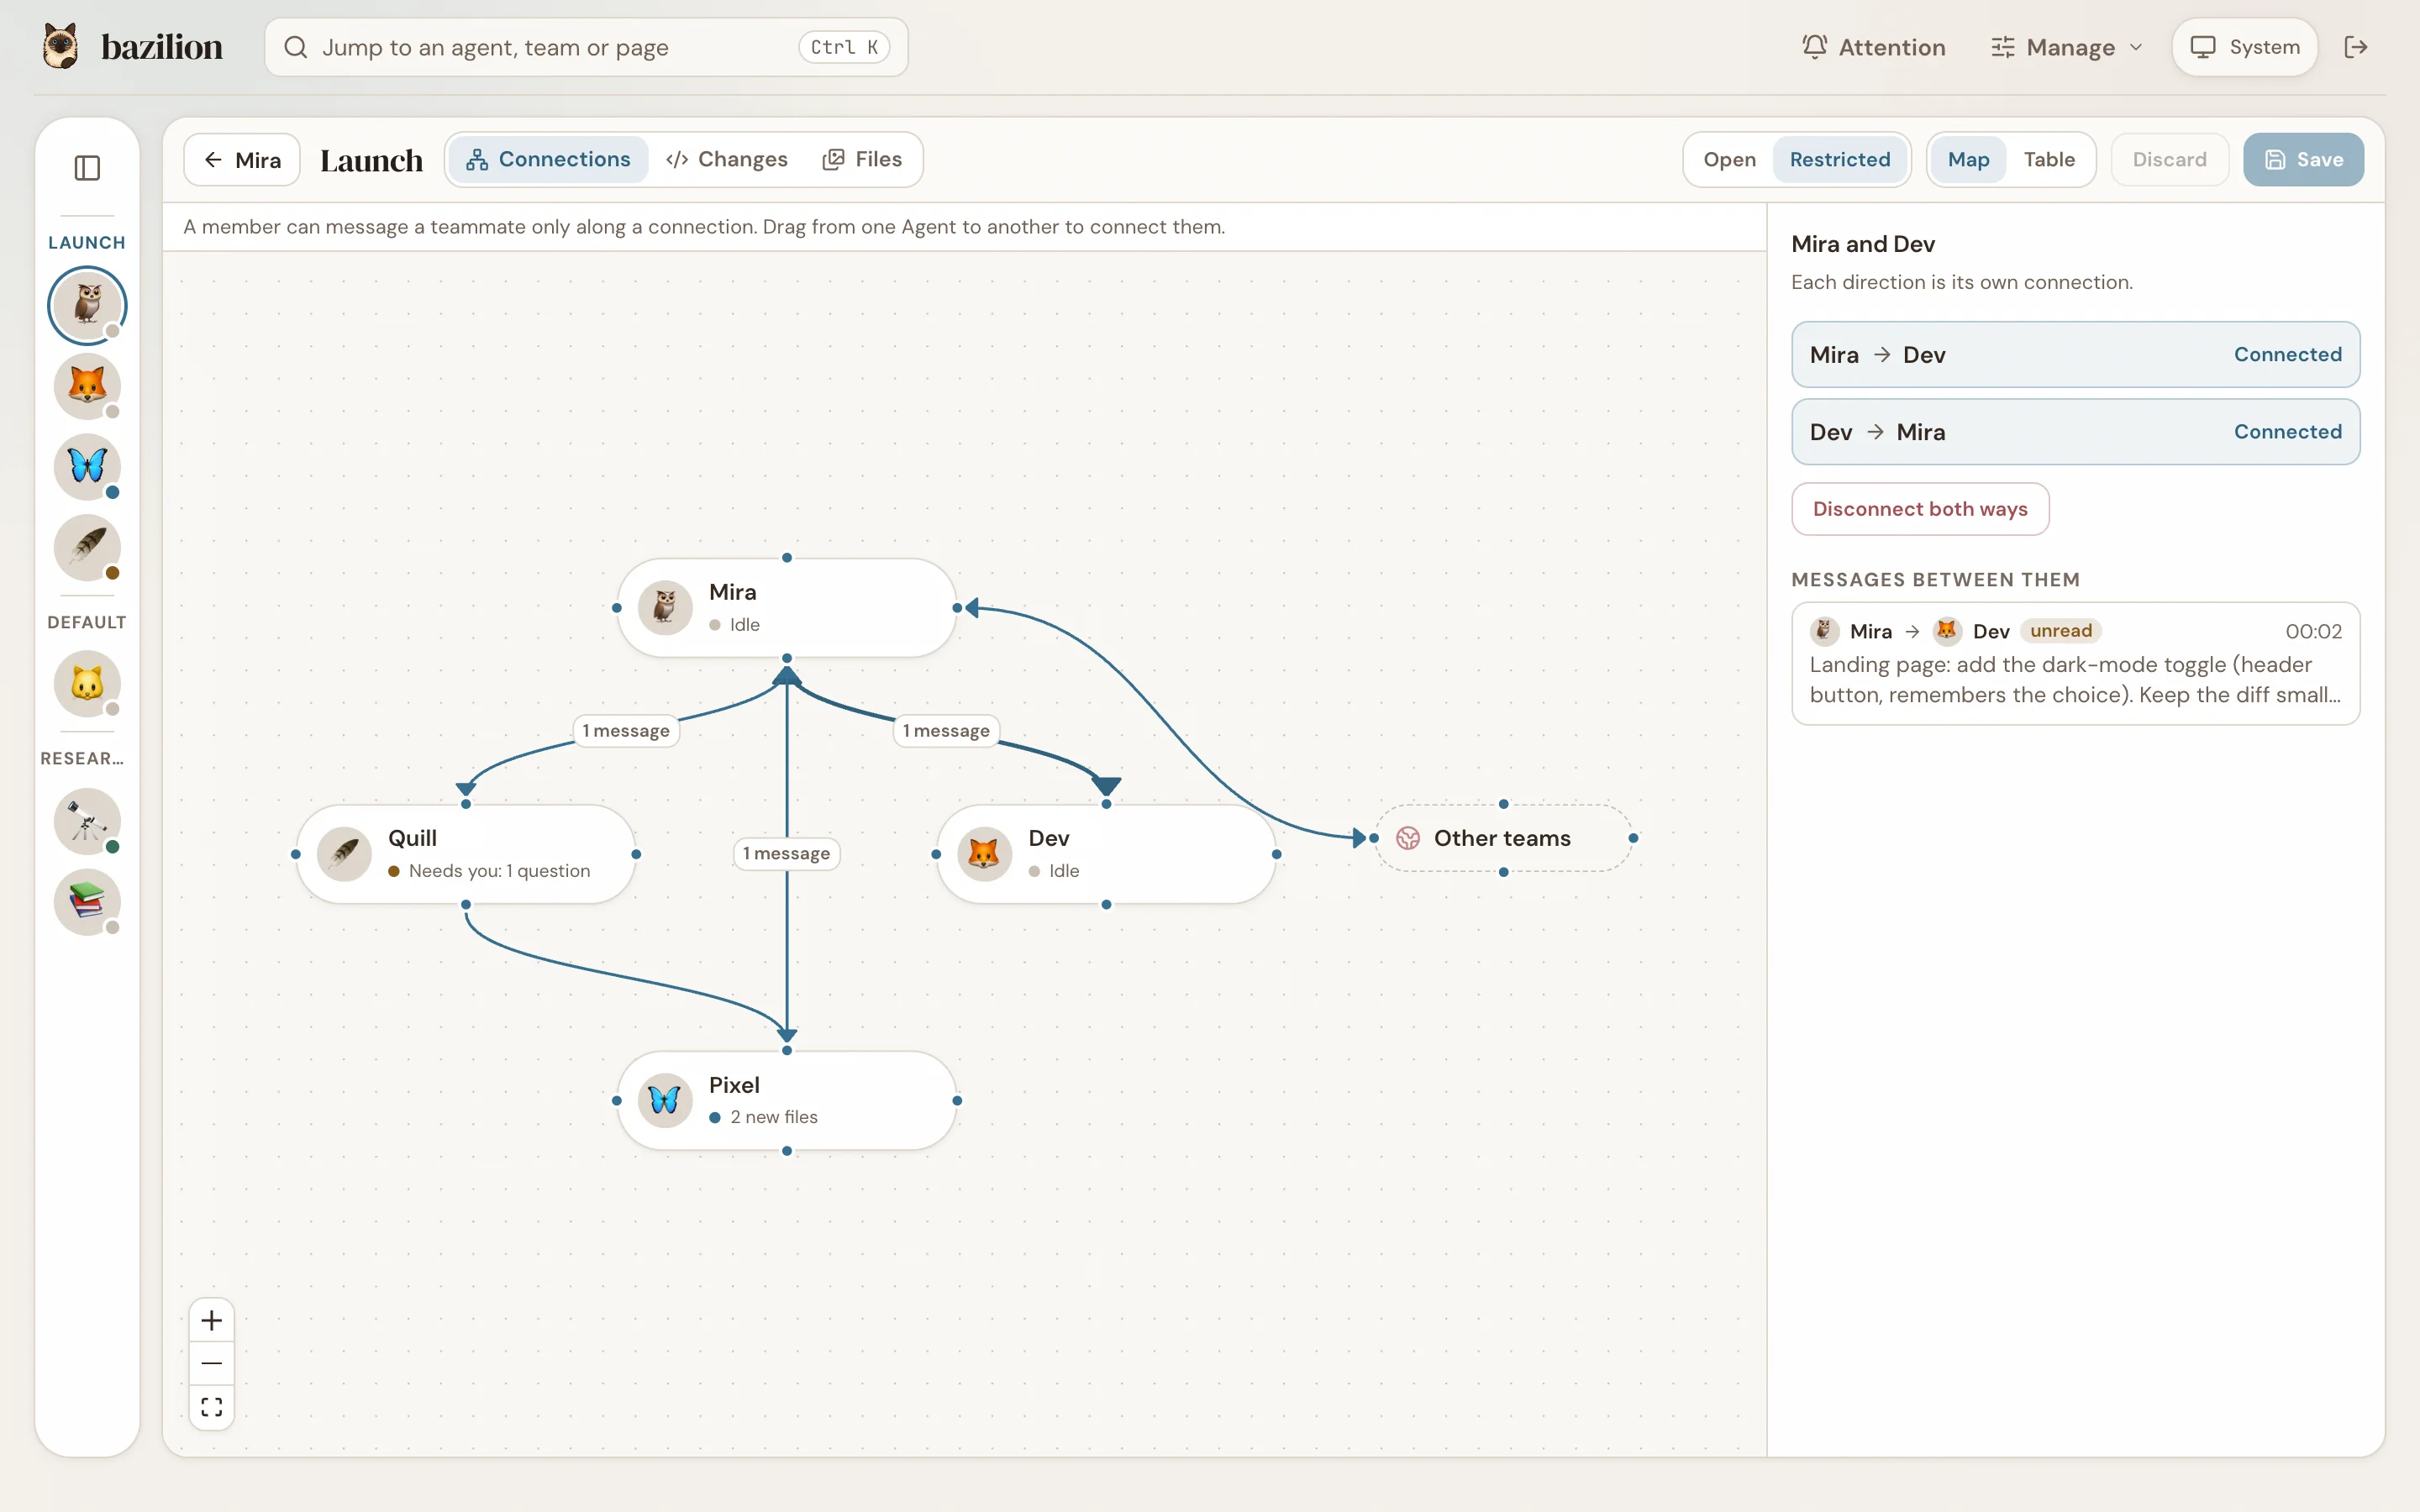 bazilion
Jump to an agent, team or page
Ctrl K
Attention
Manage
System
Mira
Launch
Connections
Changes
Files
Open
Restricted
Map
Table
Discard
Save
LAUNCH
DEFAULT
RESEAR...
A member can message a teammate only along a connection. Drag from one Agent to another to connect them.
Mira
Idle
1 message
1 message
Quill
Needs you: 1 question
1 message
Dev
Idle
Other teams
Pixel
2 new files
Mira and Dev
Each direction is its own connection.
Mira → Dev
Connected
Dev → Mira
Connected
Disconnect both ways
MESSAGES BETWEEN THEM
Mira → Dev unread 00:02
Landing page: add the dark-mode toggle (header
button, remembers the choice). Keep the diff small...